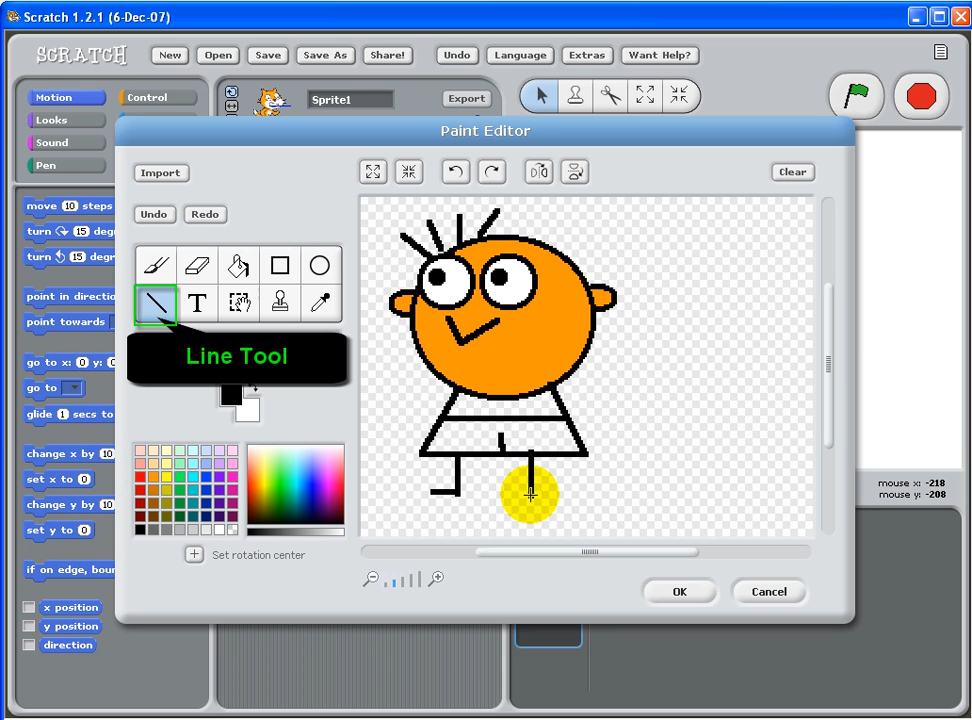 Scratch 1.2.1 (6-Dec-07)
SCRATCH
New
Open
Save
Save As
Share!
Undo
Language
Extras
Want Help?
Motion
Control
Looks
Sound
Pen
Sprite1
Export
Paint Editor
Import
Clear
Undo
Redo
T
Line Tool
Set rotation center
OK
Cancel
move 10 steps
turn 15 degr
turn 15 degr
point in directio
point towards
go to x: 0 y:
go to
glide 1 secs to
change x by 10
set x to 0
change y by 10
set y to 0
if on edge, boun
x position
y position
direction
mouse x: -218
mouse y: -208